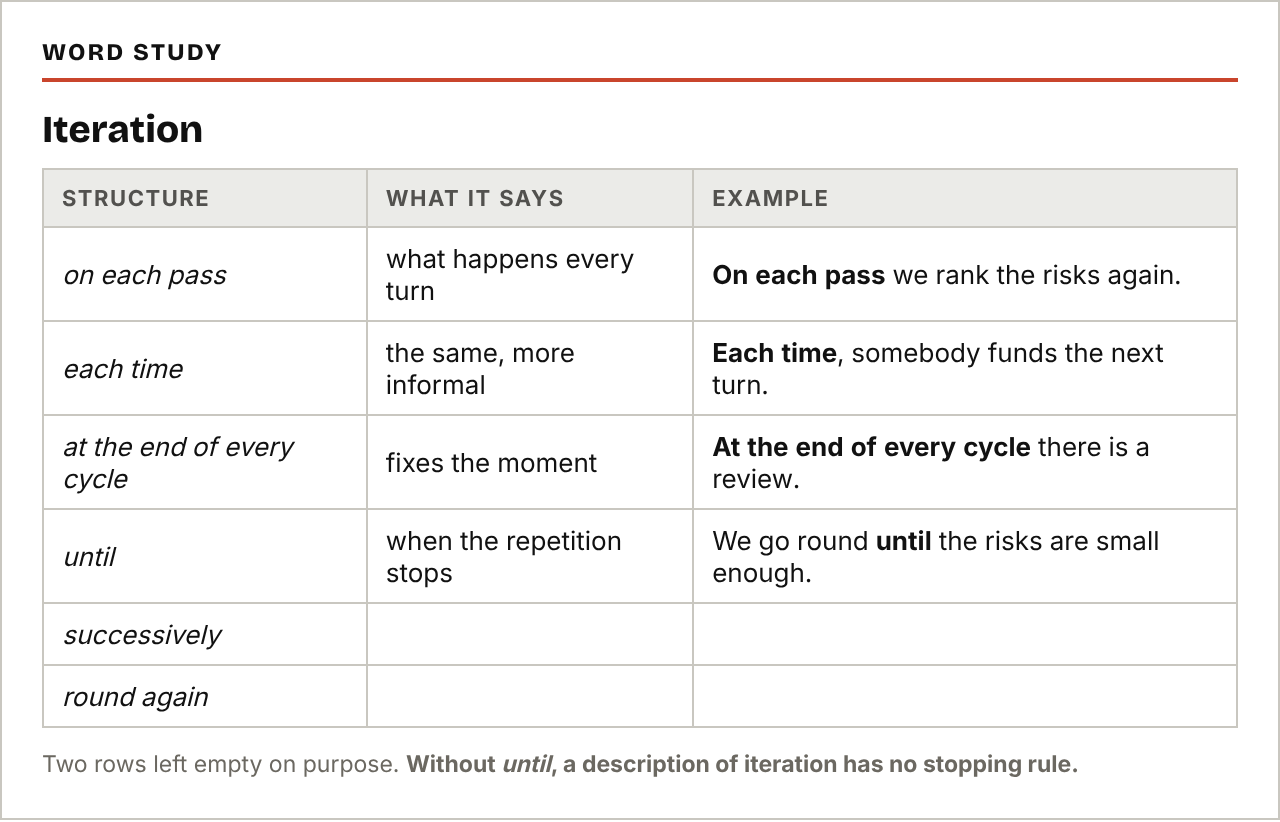 WORD STUDY
Iteration
STRUCTURE
WHAT IT SAYS
EXAMPLE
on each pass
what happens every
turn
On each pass we rank the risks again.
each time
the same, more
informal
Each time, somebody funds the next
turn.
at the end of every
cycle
fixes the moment
At the end of every cycle there is a
review.
until
when the repetition
stops
We go round until the risks are small
enough.
successively
round again
Two rows left empty on purpose. Without until, a description of iteration has no stopping rule.